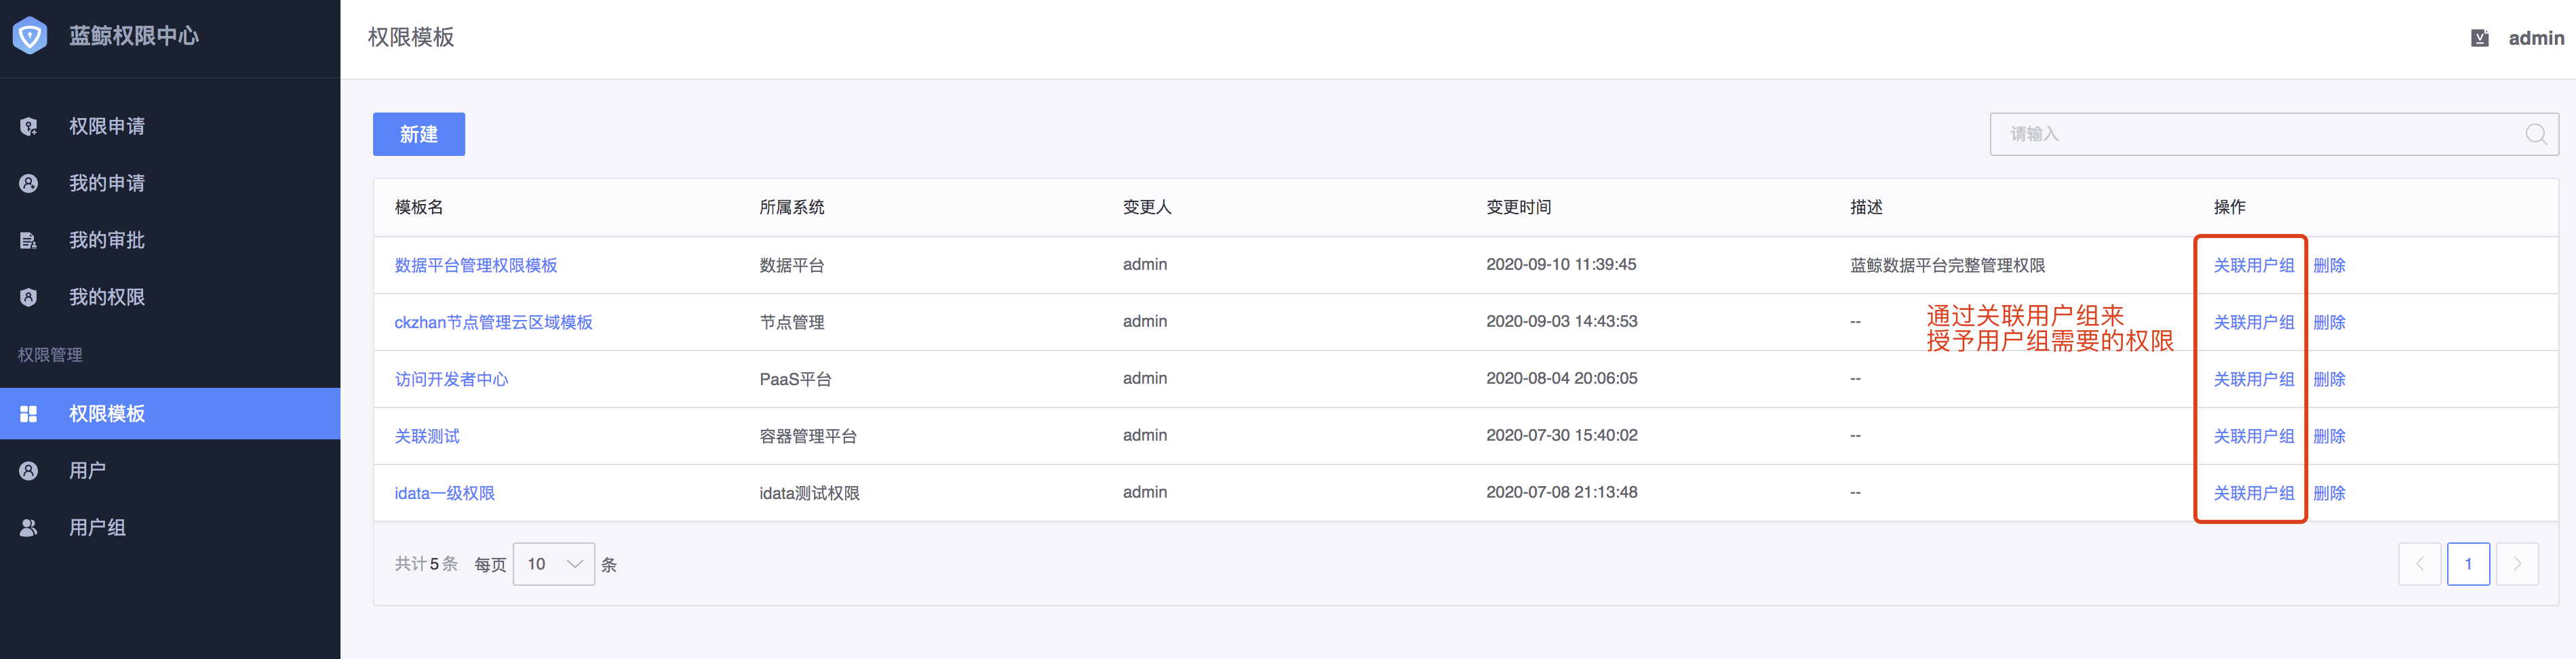 蓝鲸权限中心
权限模板
admin
权限申请
我的申请
我的审批
我的权限
权限管理
权限模板
用户
用户组
新建
请输入
模板名 所属系统 变更人 变更时间 描述 操作
数据平台管理权限模板 数据平台 admin 2020-09-10 11:39:45 蓝鲸数据平台完整管理权限 关联用户组 删除
ckzhan节点管理云区域模板 节点管理 admin 2020-09-03 14:43:53 -- 关联用户组 删除
通过关联用户组来
授予用户组需要的权限
访问开发者中心 PaaS平台 admin 2020-08-04 20:06:05 -- 关联用户组 删除
关联测试 容器管理平台 admin 2020-07-30 15:40:02 -- 关联用户组 删除
idata一级权限 idata测试权限 admin 2020-07-08 21:13:48 -- 关联用户组 删除
共计5条 每页 10 条
1